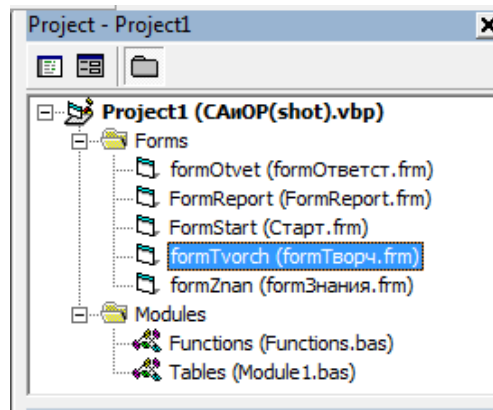 Project - Project1
Project1 (САиОР(shot).vbp)
Forms
formOtvet (formОтветст.frm)
FormReport (FormReport.frm)
FormStart (Старт.frm)
formTvorch (formТворч.frm)
formZnan (formЗнания.frm)
Modules
Functions (Functions.bas)
Tables (Module1.bas)